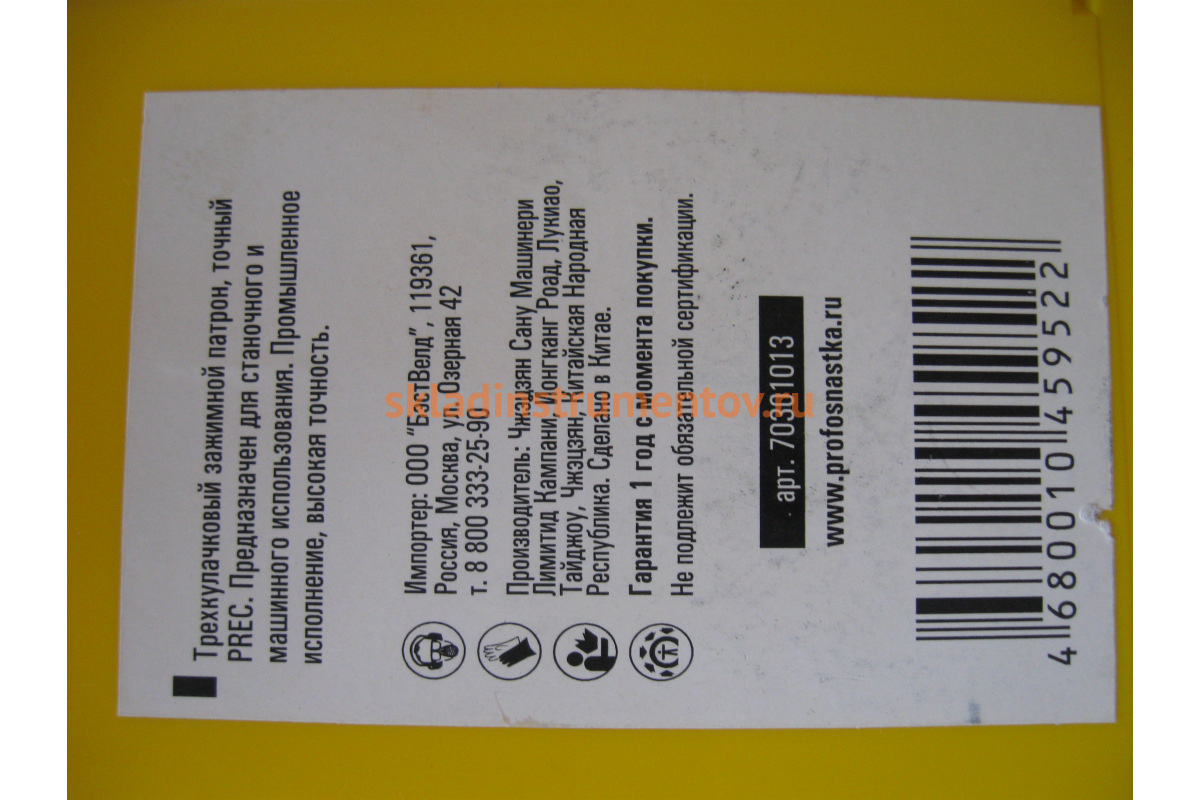 Трехкулачковый зажимной патрон, точный
PREC. Предназначен для станочного и
машинного использования. Промышленное
исполнение, высокая точность.
Импортер: ООО "БэстВелд", 119361,
Россия, Москва, ул. Озерная 42
т. 8 800 333-25-90
Производитель: Чжэцзян Сану Машинери
Лимитид Кампани, Йонгканг Роад, Лукиао,
Тайджоу, Чжэцзян, Китайская Народная
Республика. Сделано в Китае.
Гарантия 1 год с момента покупки.
Не подлежит обязательной сертификации.
арт. 70301013
www.profosnastka.ru
4 680010 459522
skladinstrumentov.ru